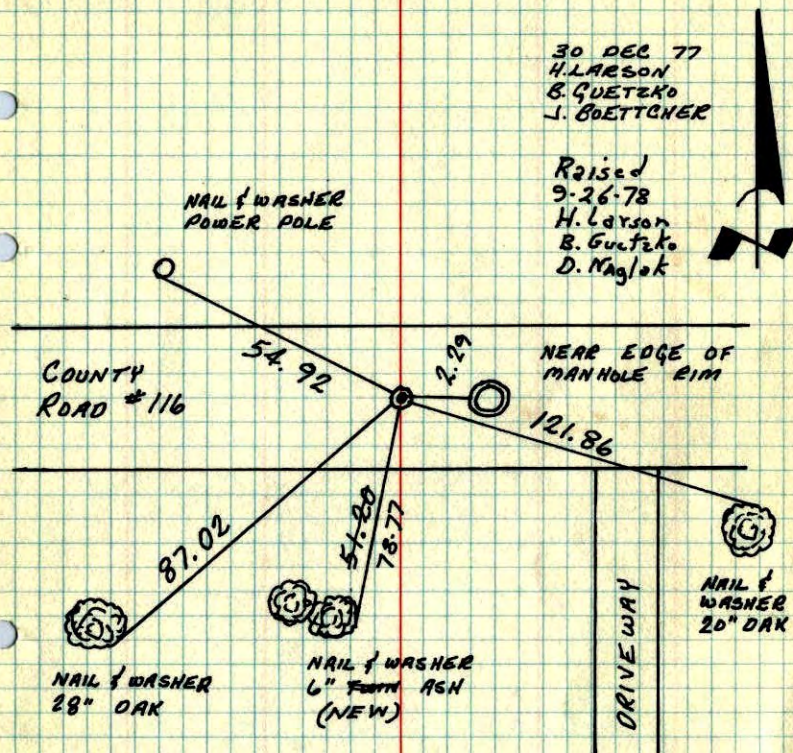 30 DEC 77
H.LARSON
B. GUETZKO
J. BOETTCHER
Raised
9-26-78
H. Larson
B. Guetzko
D. Naglak
NAIL & WASHER
POWER POLE
54.92
2.29
NEAR EDGE OF
MANHOLE RIM
COUNTY
ROAD #116
121.86
87.02
51.20
78.77
NAIL &
WASHER
20" OAK
NAIL & WASHER
28" OAK
NAIL & WASHER
6" ASH
(NEW)
DRIVEWAY